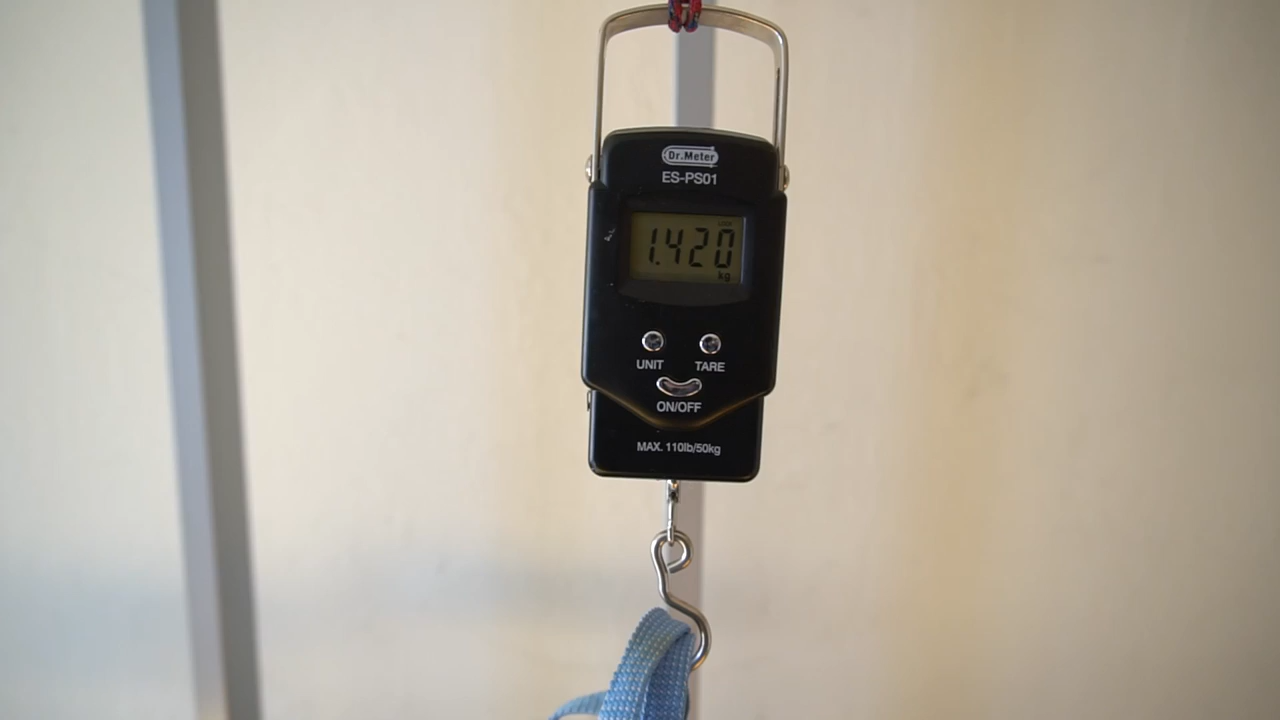 Dr.Meter
ES-PS01
1.420
kg
UNIT TARE
ON/OFF
MAX. 110lb/50kg